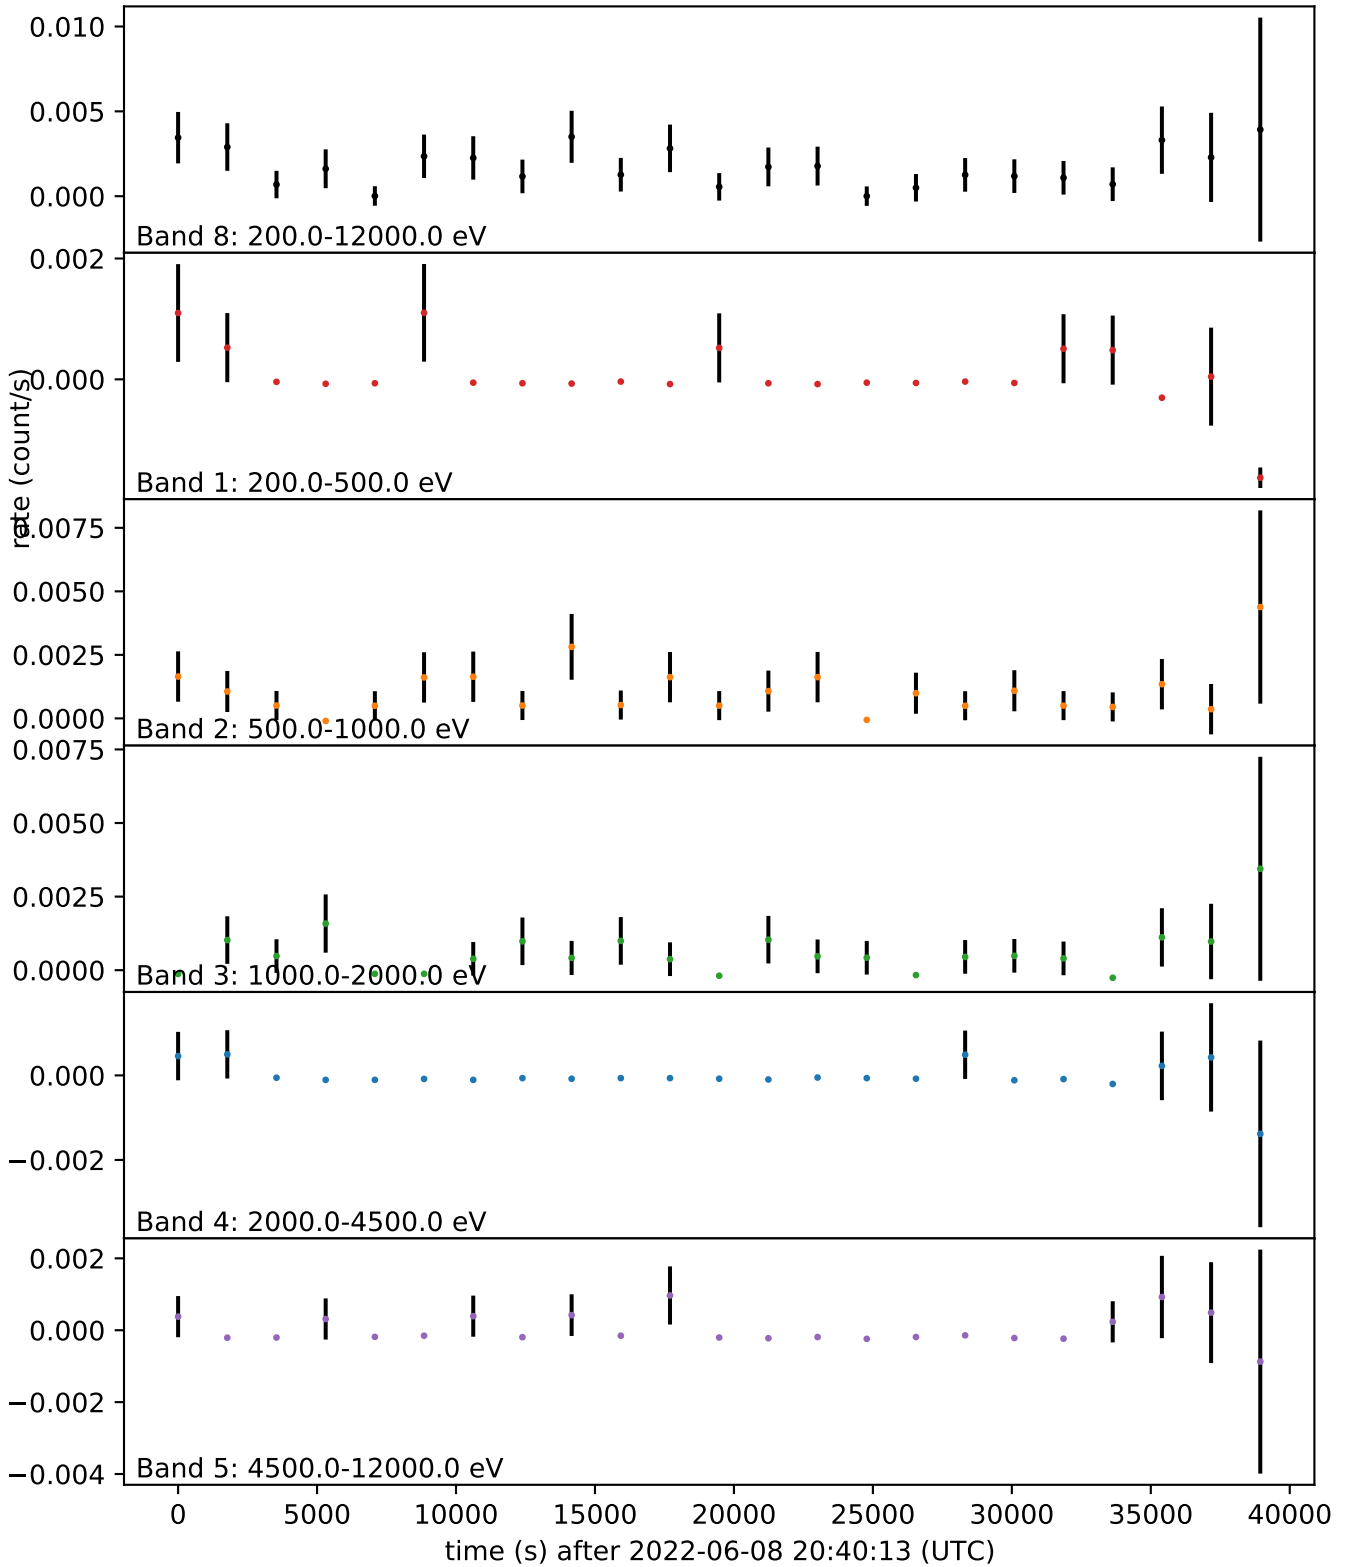 0.010
0.005
0.000
Band 8: 200.0-12000.0 eV
0.002
0.000
Band 1: 200.0-500.0 eV
rate (count/s)
0.0075
0.0050
0.0025
0.0000
Band 2: 500.0-1000.0 eV
0.0075
0.0050
0.0025
0.0000
Band 3: 1000.0-2000.0 eV
0.000
−0.002
Band 4: 2000.0-4500.0 eV
0.002
0.000
−0.002
−0.004
Band 5: 4500.0-12000.0 eV
0 5000 10000 15000 20000 25000 30000 35000 40000
time (s) after 2022-06-08 20:40:13 (UTC)